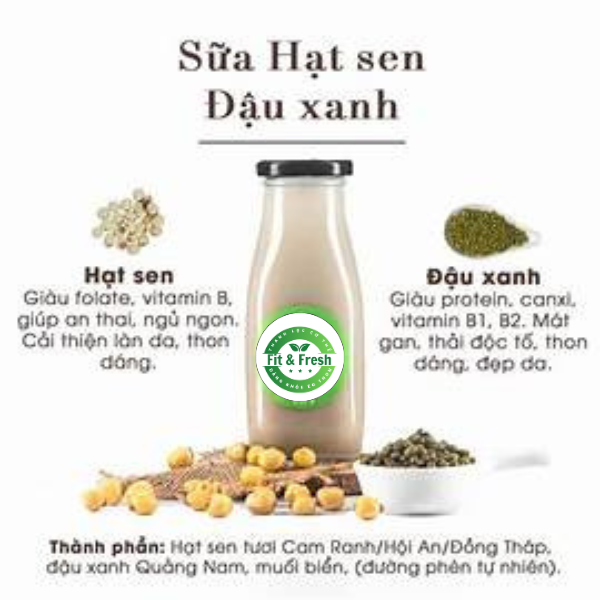 Sữa Hạt sen
Đậu xanh
Hạt sen
Giàu folate, vitamin B,
giúp an thai, ngủ ngon.
Cải thiện làn da, thon
dáng.
Đậu xanh
Giàu protein, canxi,
vitamin B1, B2. Mát
gan, thải độc tố, thon
dáng, đẹp da.
Fit & Fresh
Thành phần: Hạt sen tươi Cam Ranh/Hội An/Đồng Tháp,
đậu xanh Quảng Nam, muối biển, (đường phèn tự nhiên).